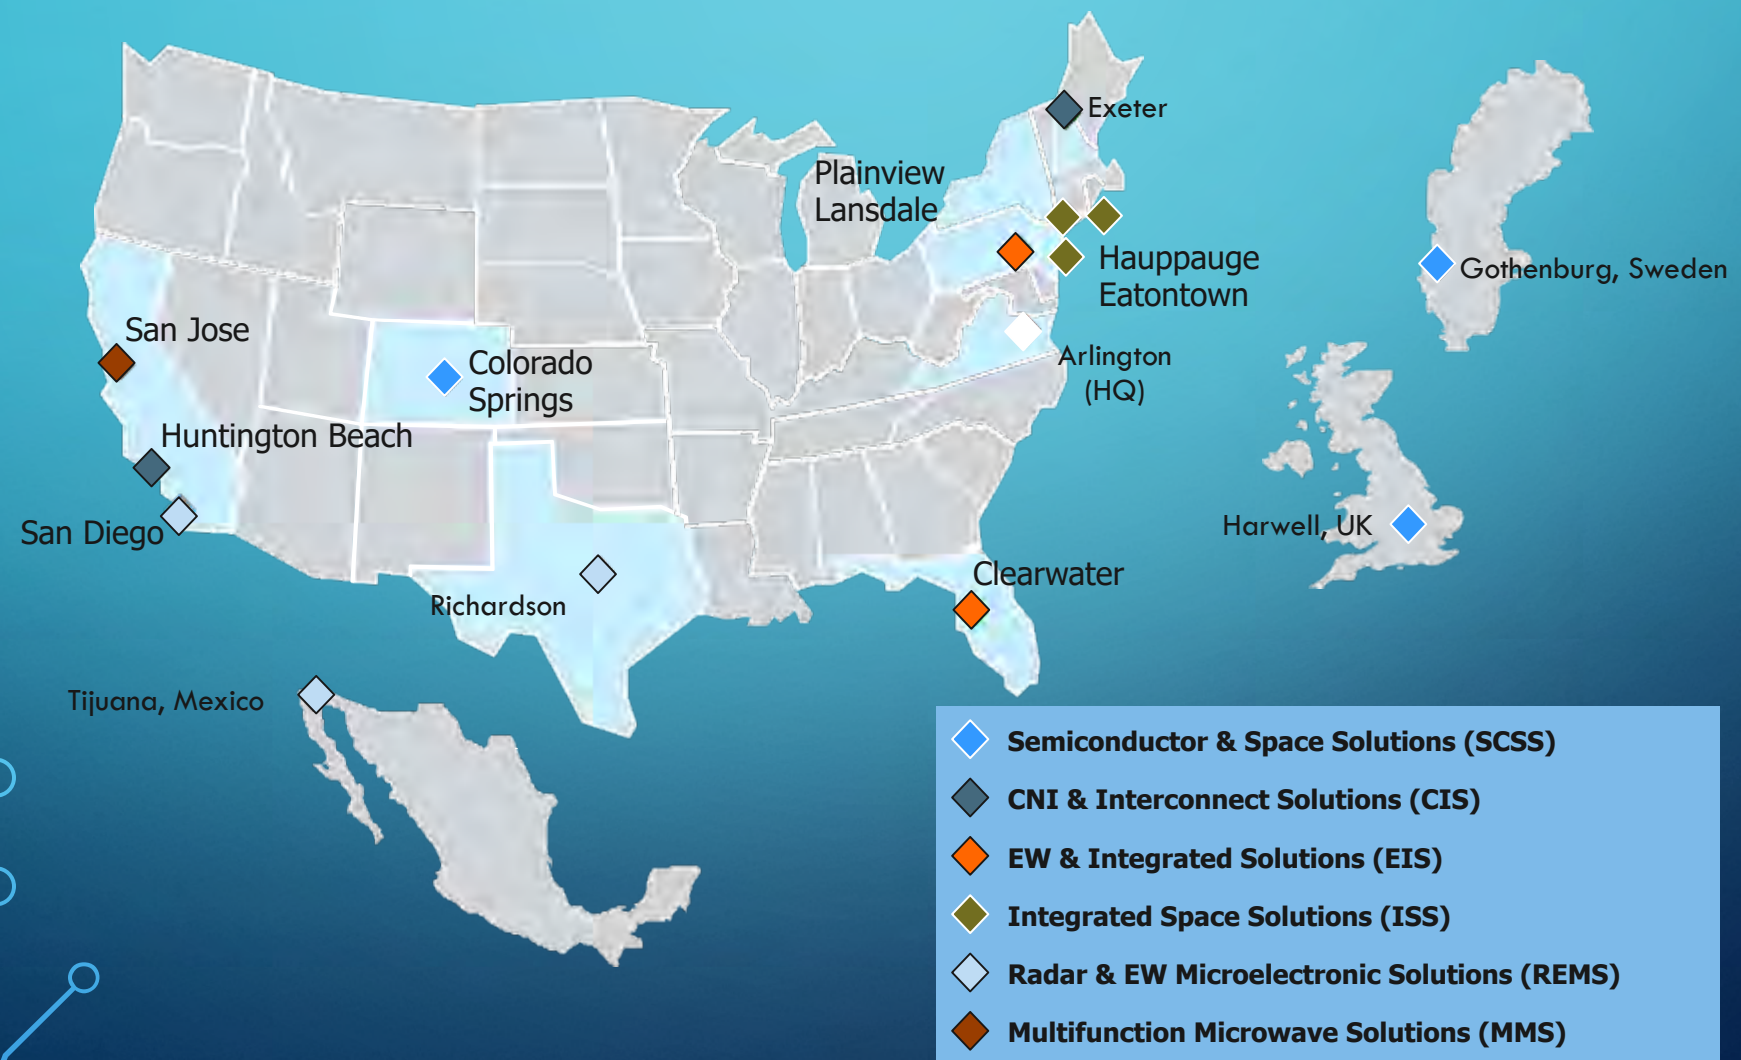 Exeter
Plainview
Lansdale
Hauppauge
Eatontown
Gothenburg, Sweden
San Jose
Colorado
Springs
Arlington
(HQ)
Huntington Beach
San Diego
Harwell, UK
Clearwater
Richardson
Tijuana, Mexico
Semiconductor & Space Solutions (SCSS)
CNI & Interconnect Solutions (CIS)
EW & Integrated Solutions (EIS)
Integrated Space Solutions (ISS)
Radar & EW Microelectronic Solutions (REMS)
Multifunction Microwave Solutions (MMS)